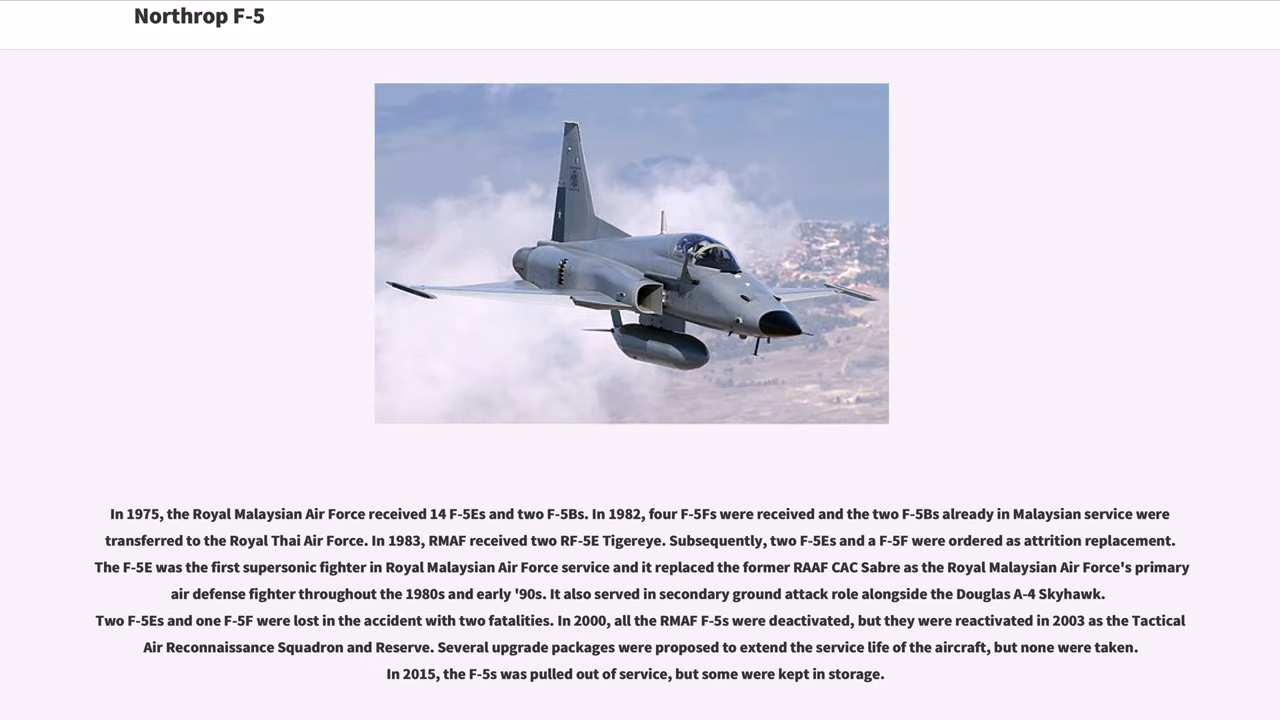 Northrop F-5
In 1975, the Royal Malaysian Air Force received 14 F-5Es and two F-5Bs. In 1982, four F-5Fs were received and the two F-5Bs already in Malaysian service were
transferred to the Royal Thai Air Force. In 1983, RMAF received two RF-5E Tigereye. Subsequently, two F-5Es and a F-5F were ordered as attrition replacement.
The F-5E was the first supersonic fighter in Royal Malaysian Air Force service and it replaced the former RAAF CAC Sabre as the Royal Malaysian Air Force's primary
air defense fighter throughout the 1980s and early '90s. It also served in secondary ground attack role alongside the Douglas A-4 Skyhawk.
Two F-5Es and one F-5F were lost in the accident with two fatalities. In 2000, all the RMAF F-5s were deactivated, but they were reactivated in 2003 as the Tactical
Air Reconnaissance Squadron and Reserve. Several upgrade packages were proposed to extend the service life of the aircraft, but none were taken.
In 2015, the F-5s was pulled out of service, but some were kept in storage.